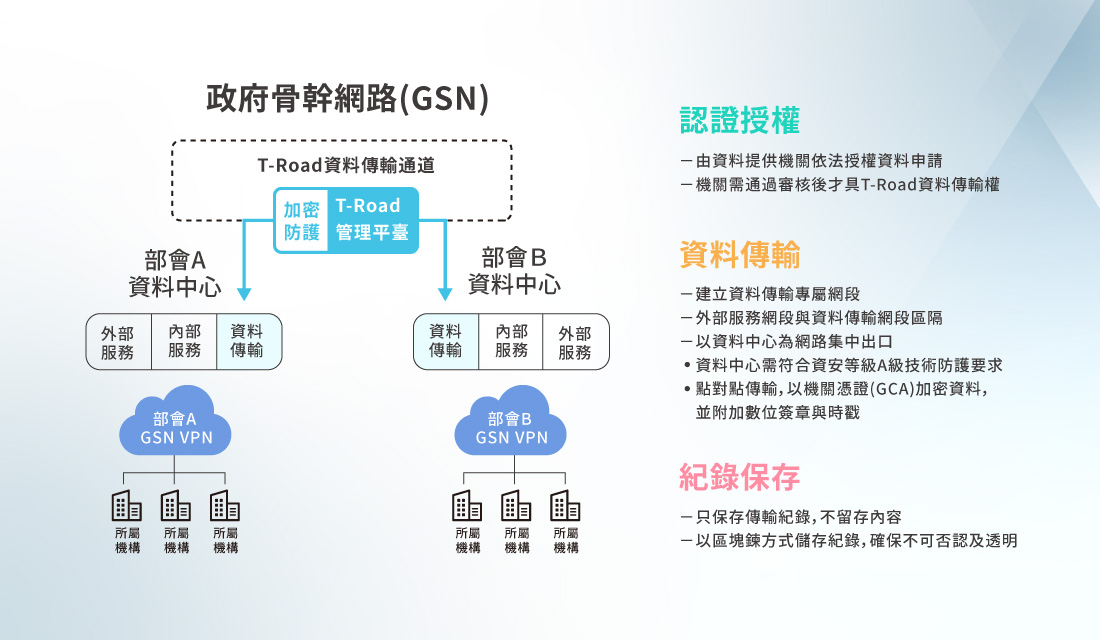 政府骨幹網路(GSN)
T-Road資料傳輸通道
加密
防護
T-Road
管理平臺
部會A
資料中心
部會B
資料中心
外部
服務
內部
服務
資料
傳輸
資料
傳輸
內部
服務
外部
服務
部會A
GSN VPN
部會B
GSN VPN
所屬
機構
所屬
機構
所屬
機構
所屬
機構
所屬
機構
所屬
機構
認證授權
－由資料提供機關依法授權資料申請
－機關需通過審核後才具T-Road資料傳輸權
資料傳輸
－建立資料傳輸專屬網段
－外部服務網段與資料傳輸網段區隔
－以資料中心為網路集中出口
•資料中心需符合資安等級A級技術防護要求
•點對點傳輸，以機關憑證(GCA)加密資料，
並附加數位簽章與時戳
紀錄保存
－只保存傳輸紀錄，不留存內容
－以區塊鍊方式儲存紀錄，確保不可否認及透明